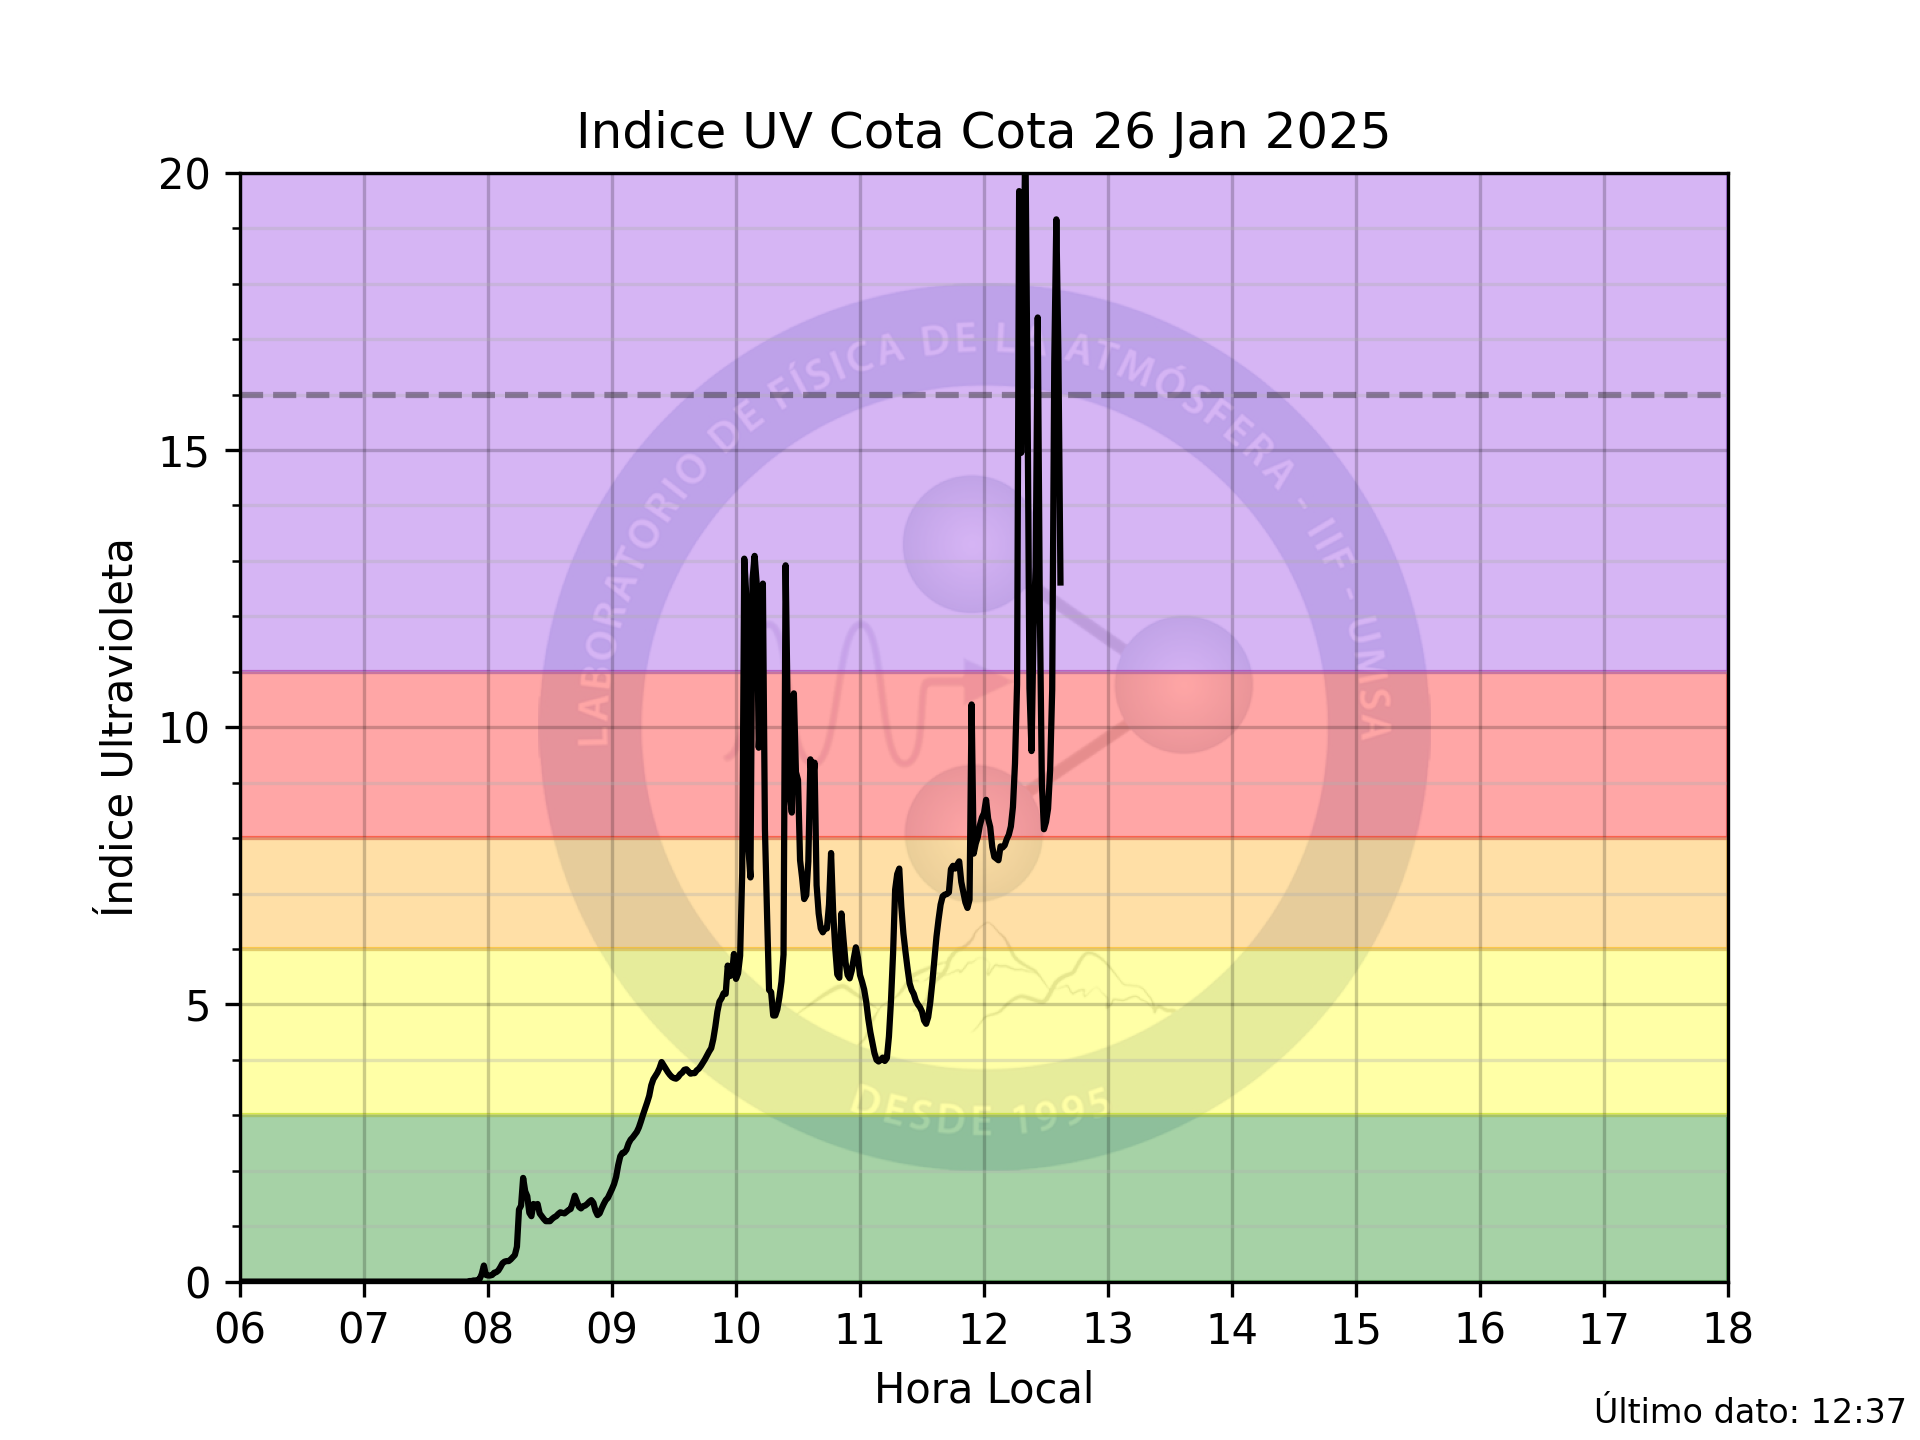 Indice UV Cota Cota 26 Jan 2025
Índice Ultravioleta
20
15
10
5
0
LABORATORIO DE FÍSICA DE LA ATMÓSFERA - IIF - UMSA
DESDE 1995
06 07 08 09 10 11 12 13 14 15 16 17 18
Hora Local
Último dato: 12:37